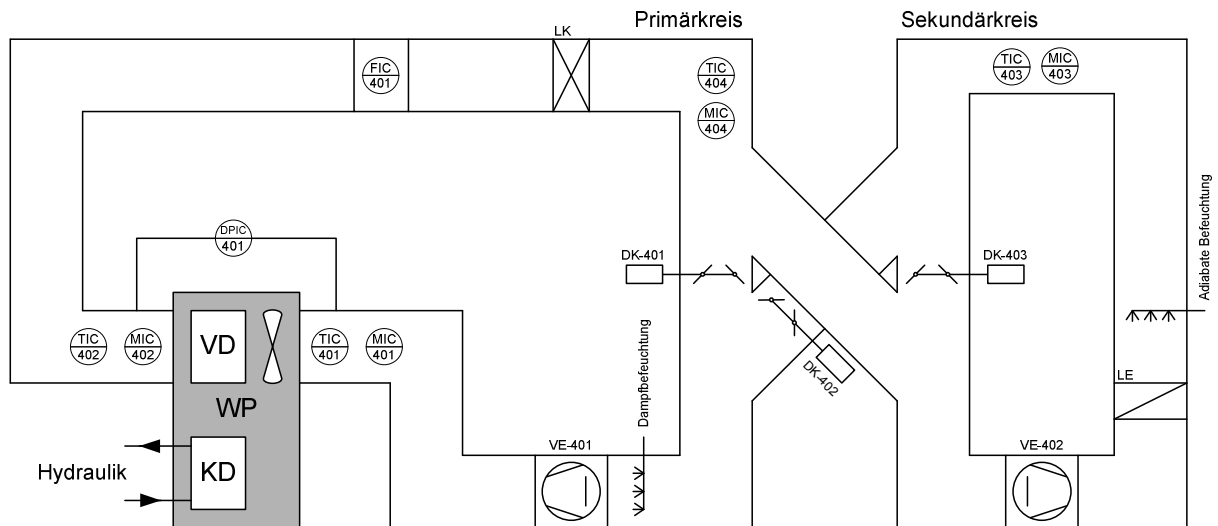 Primärkreis
Sekundärkreis
LK
FIC
401
TIC
404
MIC
404
TIC
403
MIC
403
DPIC
401
DK-401
DK-403
Adiabate Befeuchtung
TIC
402
MIC
402
VD
TIC
401
MIC
401
DK-402
Dampfbefeuchtung
LE
WP
KD
Hydraulik
VE-401
VE-402